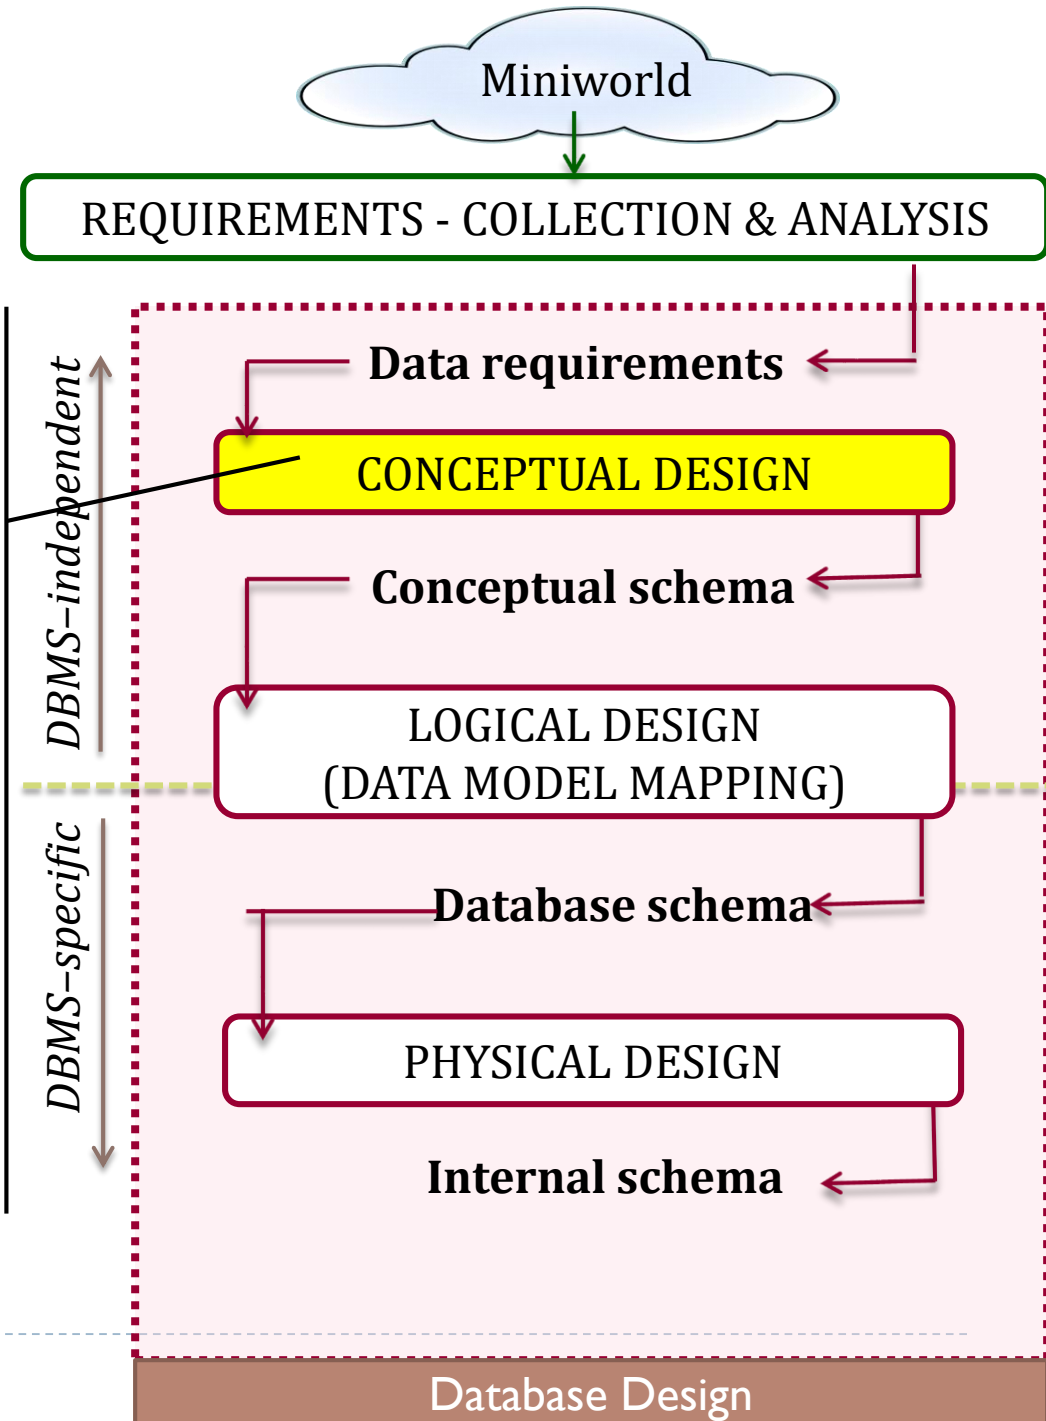 Miniworld
REQUIREMENTS - COLLECTION & ANALYSIS
Data requirements
CONCEPTUAL DESIGN
DBMS–independent
Conceptual schema
LOGICAL DESIGN
(DATA MODEL MAPPING)
DBMS–specific
Database schema
PHYSICAL DESIGN
Internal schema
Database Design